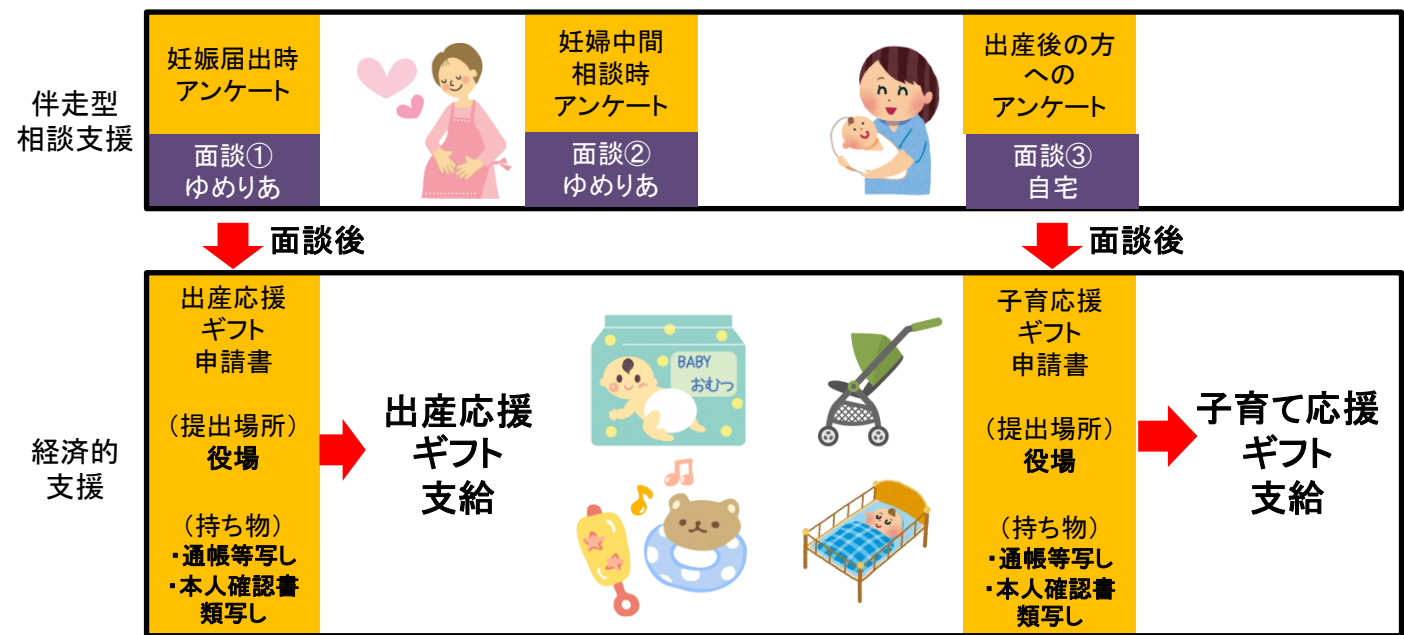 伴走型
相談支援
妊娠届出時
アンケート
面談①
ゆめりあ
妊婦中間
相談時
アンケート
面談②
ゆめりあ
出産後の方
への
アンケート
面談③
自宅
面談後
面談後
経済的
支援
出産応援
ギフト
申請書
（提出場所）
役場
（持ち物）
・通帳等写し
・本人確認書
類写し
出産応援
ギフト
支給
BABY
おむつ
子育応援
ギフト
申請書
（提出場所）
役場
（持ち物）
・通帳等写し
・本人確認書
類写し
子育て応援
ギフト
支給